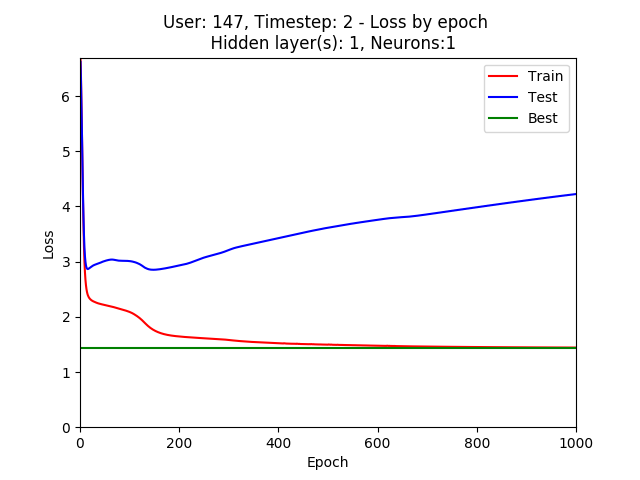 User: 147, Timestep: 2 - Loss by epoch
Hidden layer(s): 1, Neurons:1
Train
Test
Best
6
5
4
3
2
1
0
Loss
0 200 400 600 800 1000
Epoch